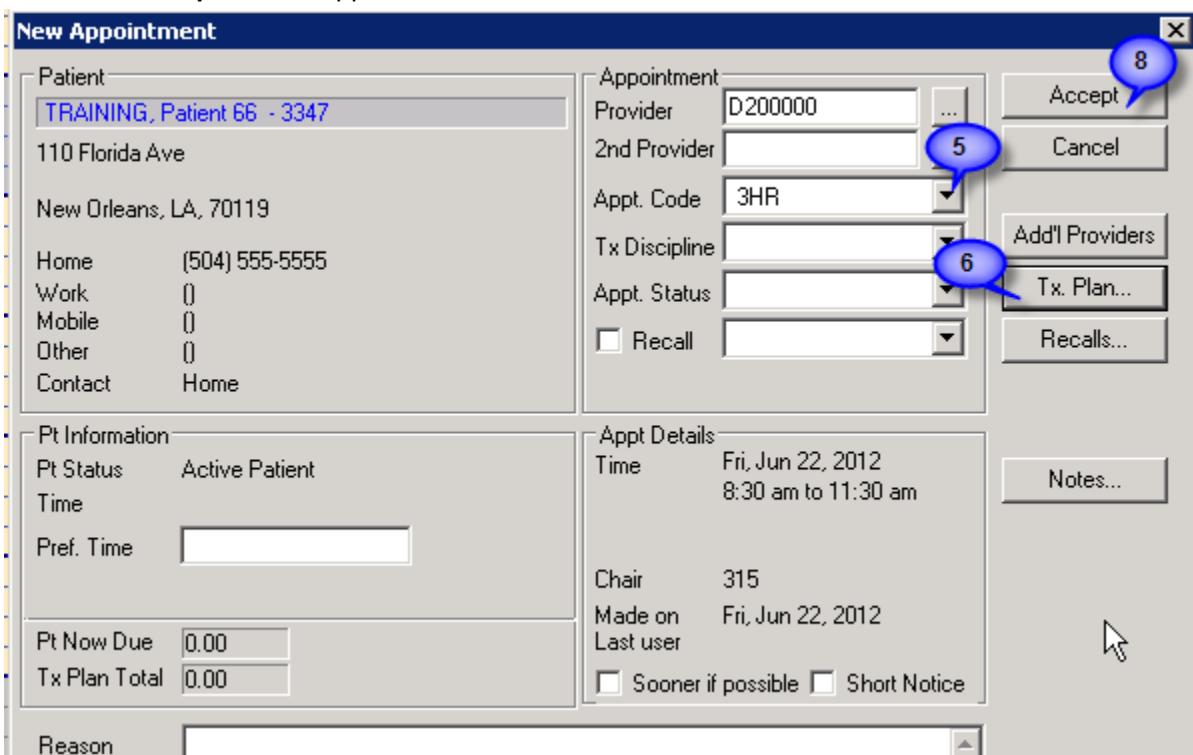 New Appointment
Patient
TRAINING, Patient 66 - 3347
110 Florida Ave
New Orleans, LA, 70119
Home (504) 555-5555
Work ()
Mobile ()
Other ()
Contact Home
Appointment
Provider D200000 ...
2nd Provider
5
Appt. Code 3HR
Tx Discipline
6
Appt. Status
Recall
8
Accept
Cancel
Add'l Providers
Tx. Plan...
Recalls...
Notes...
Pt Information
Pt Status Active Patient
Time
Pref. Time
Pt Now Due 0.00
Tx Plan Total 0.00
Appt Details
Time Fri, Jun 22, 2012
8:30 am to 11:30 am
Chair 315
Made on Fri, Jun 22, 2012
Last user
Sooner if possible Short Notice
Reason